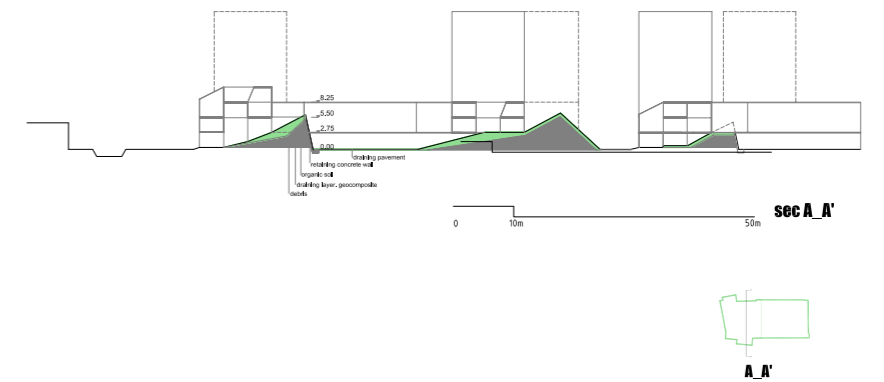 8.25
5.50
2.75
0.00
draining pavement
retaining concrete wall
organic soil
draining layer. geocomposite
debris
0
10m
50m
sec A_A'
A_A'